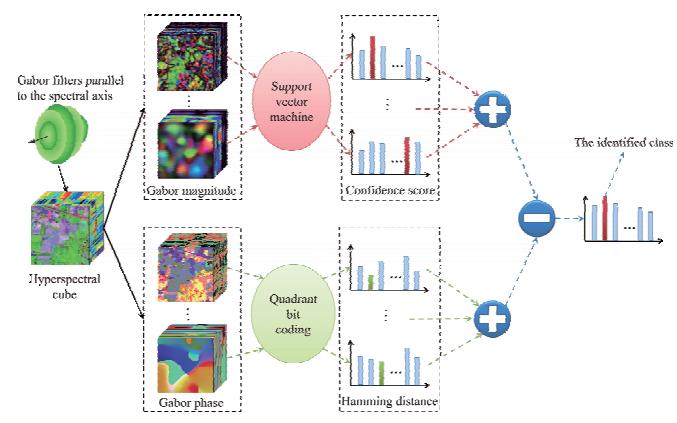 Gabor filters parallel
to the spectral axis
Hyperspectral
cube
Gabor magnitude
Support
vector
machine
Confidence score
The identified class
Gabor phase
Quadrant
bit
coding
Hamming distance